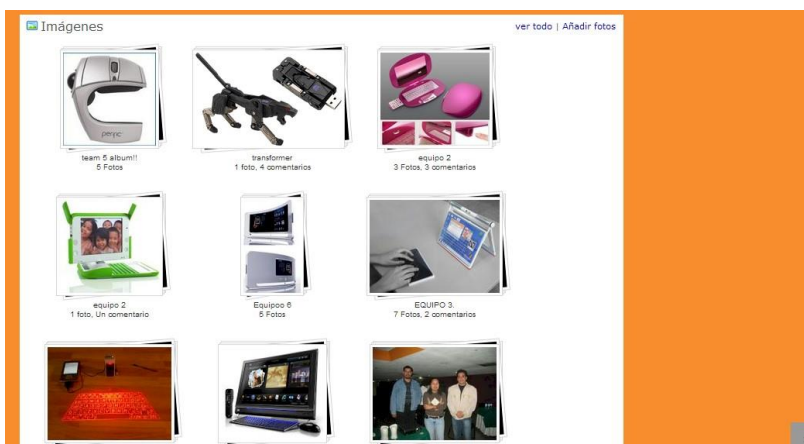 Imágenes
ver todo | Añadir fotos
team 5 album!!
5 Fotos
transformer
1 foto, 4 comentarios
equipo 2
3 Fotos, 3 comentarios
equipo 2
1 foto, Un comentario
Equipoo 6
5 Fotos
EQUIPO 3.
7 Fotos, 2 comentarios